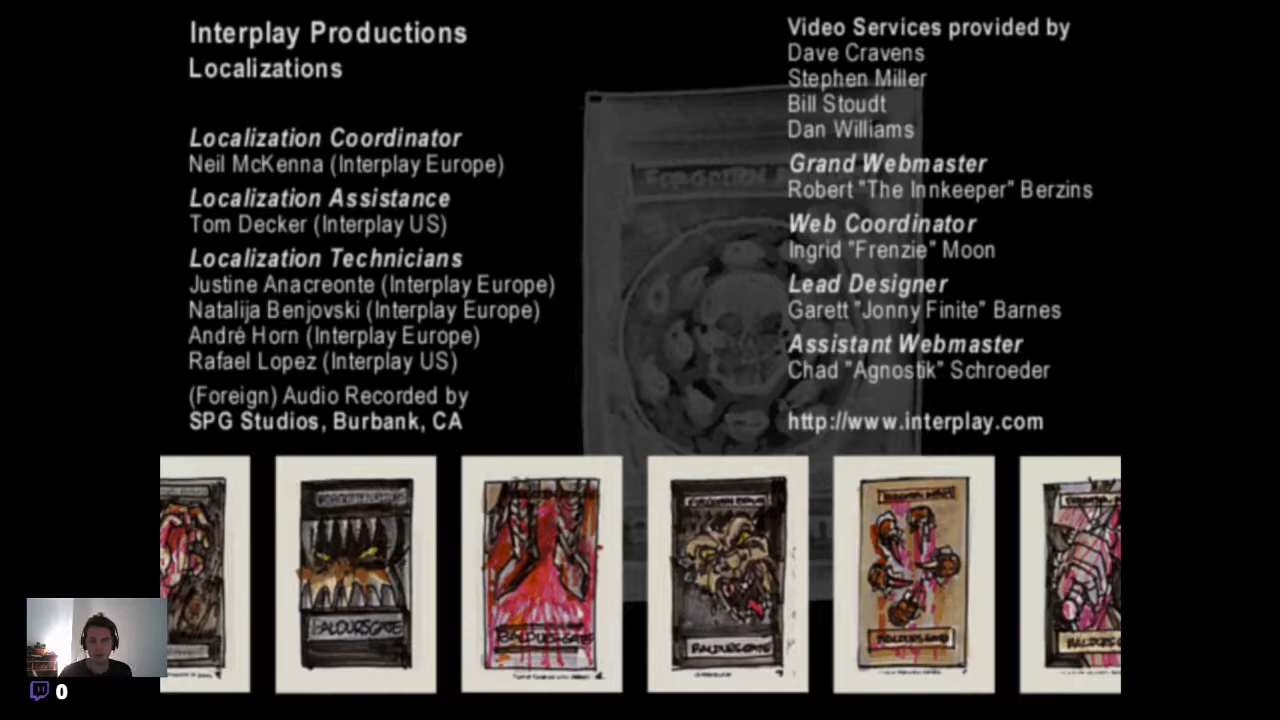 Interplay Productions
Localizations
Localization Coordinator
Neil McKenna (Interplay Europe)
Localization Assistance
Tom Decker (Interplay US)
Localization Technicians
Justine Anacreonte (Interplay Europe)
Natalija Benjovski (Interplay Europe)
André Horn (Interplay Europe)
Rafael Lopez (Interplay US)
(Foreign) Audio Recorded by
SPG Studios, Burbank, CA
Video Services provided by
Dave Cravens
Stephen Miller
Bill Stoudt
Dan Williams
Grand Webmaster
Robert "The Innkeeper" Berzins
Web Coordinator
Ingrid "Frenzie" Moon
Lead Designer
Garett "Jonny Finite" Barnes
Assistant Webmaster
Chad "Agnostik" Schroeder
http://www.interplay.com
BALDURSGATE
BALDURSGATE
BALDURSGATE
BALDURSGATE
0